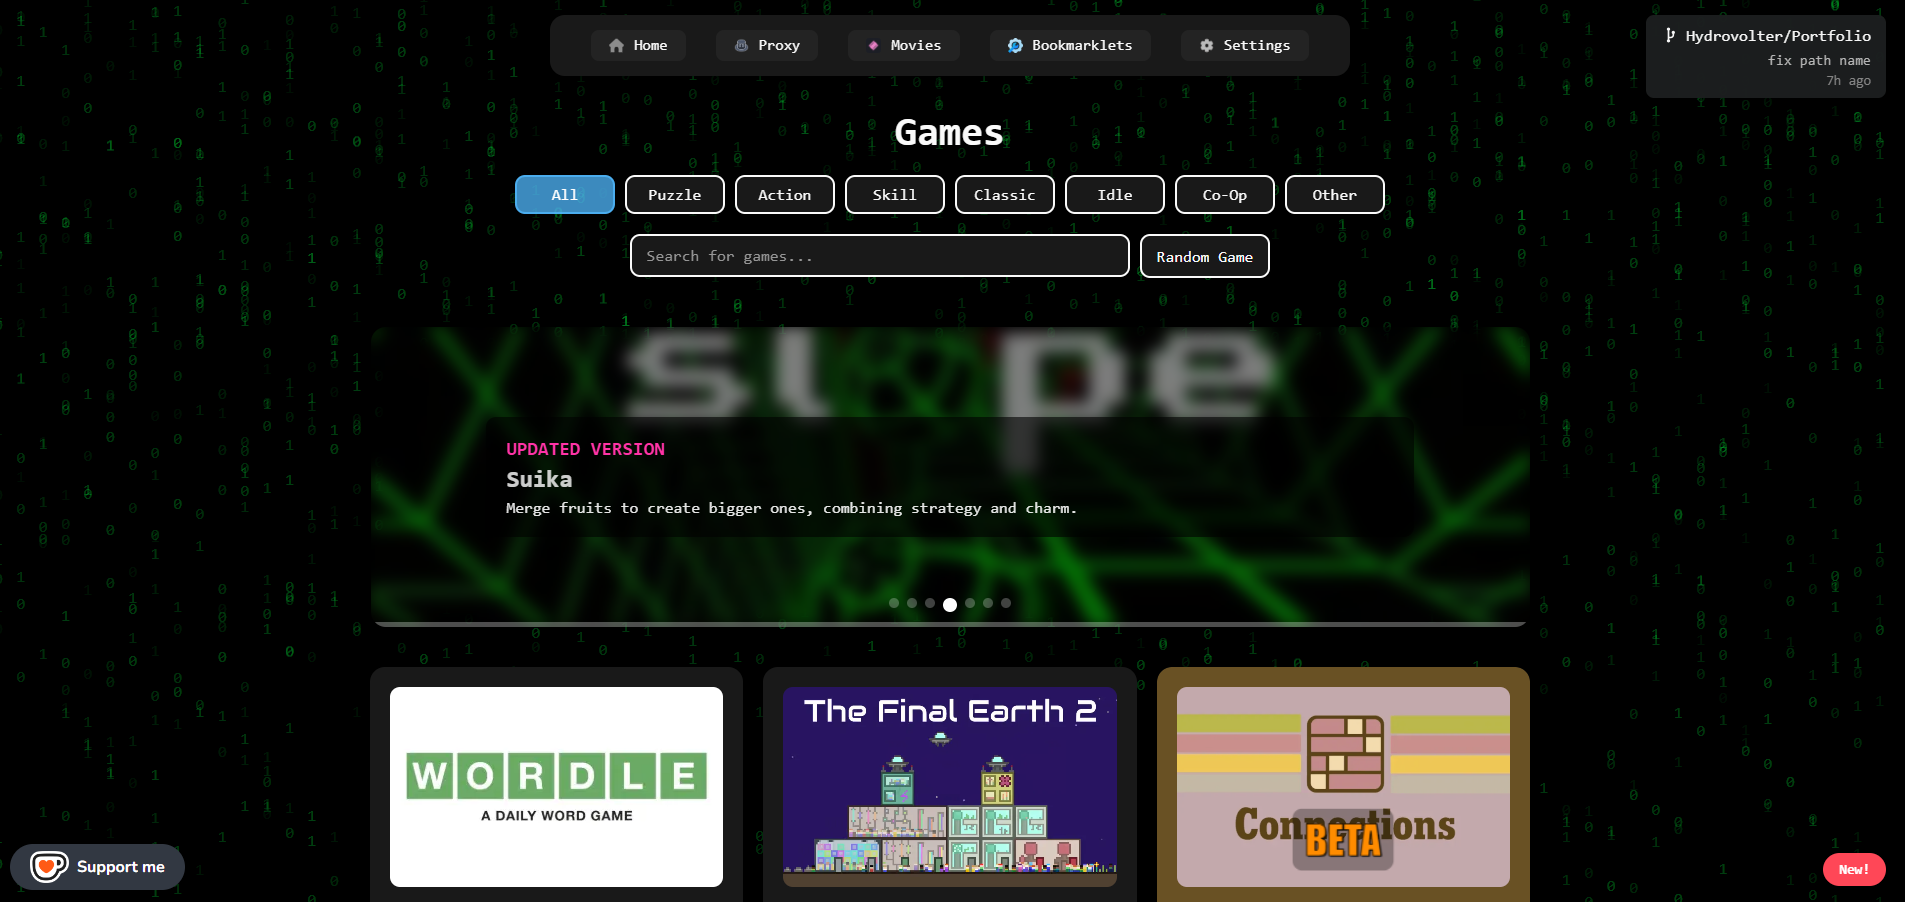 Home
Proxy
Movies
Bookmarklets
Settings
Hydrovolter/Portfolio
fix path name
7h ago
Games
All
Puzzle
Action
Skill
Classic
Idle
Co-Op
Other
Search for games...
Random Game
slope
UPDATED VERSION
Suika
Merge fruits to create bigger ones, combining strategy and charm.
WORDLE
A DAILY WORD GAME
The Final Earth 2
Connections
BETA
Support me
New!